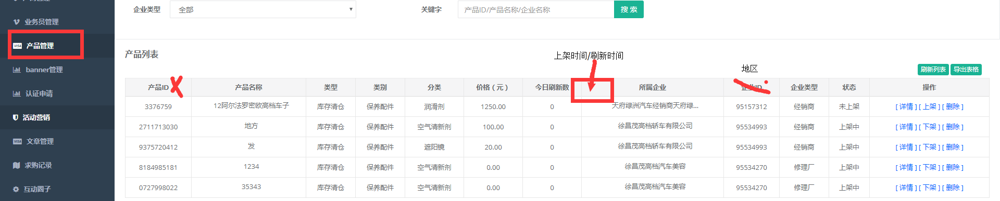 企业类型 全部 关键字 产品ID/产品名称/企业名称 搜 索
业务员管理
产品管理
banner管理
认证申请
活动营销
文章管理
求购记录
互动圈子
产品列表
上架时间/刷新时间
地区
刷新列表 导出表格
产品ID 产品名称 类型 类别 分类 价格（元） 今日刷新数 所属企业 企业ID 企业类型 状态 操作
3376759 12阿尔法罗密欧高档车子 库存清仓 保养配件 润滑剂 1250.00 0 天府绿洲汽车经销商天府绿... 95157312 经销商 未上架 [ 详情 ] [ 上架 ] [ 删除 ]
2711713030 地方 库存清仓 保养配件 空气清新剂 100.00 0 徐昌茂高档轿车有限公司 95534993 经销商 上架中 [ 详情 ] [ 下架 ] [ 删除 ]
9375720412 发 库存清仓 保养配件 遮阳镜 20.00 0 徐昌茂高档轿车有限公司 95534993 经销商 上架中 [ 详情 ] [ 下架 ] [ 删除 ]
8184985181 1234 库存清仓 保养配件 空气清新剂 0.00 0 徐昌茂高档汽车美容 95534270 修理厂 上架中 [ 详情 ] [ 下架 ] [ 删除 ]
0727998022 35343 库存清仓 保养配件 空气清新剂 0.00 0 徐昌茂高档汽车美容 95534270 修理厂 上架中 [ 详情 ] [ 下架 ] [ 删除 ]